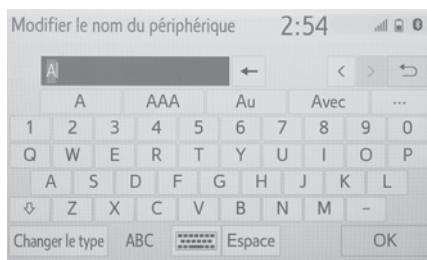 Modifier le nom du périphérique 2:54
A
A AAA Au Avec ...
1 2 3 4 5 6 7 8 9 0
Q W E R T Y U I O P
A S D F G H J K L
Z X C V B N M -
Changer le type ABC Espace OK